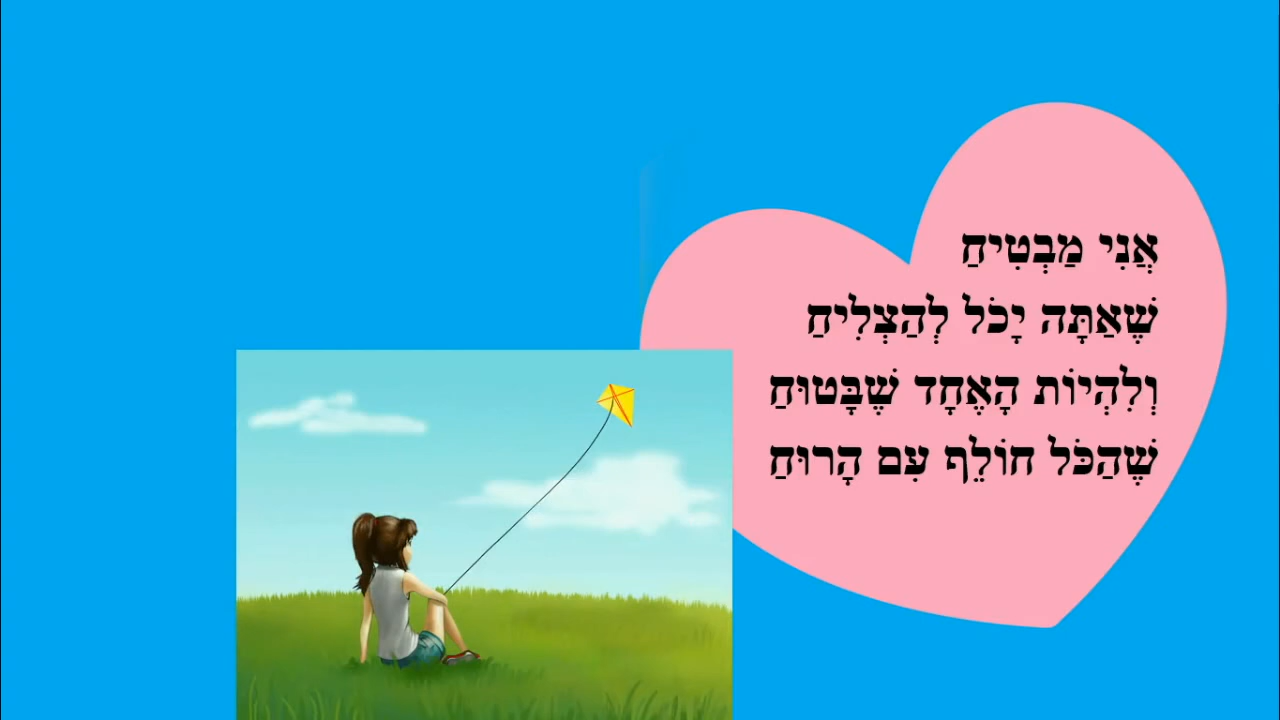 אֲנִי מַבְטִיחַ
שֶׁאַתָּה יָכֹל לְהַצְלִיחַ
וְלִהְיוֹת הָאֶחָד שֶׁבָּטוּחַ
שֶׁהַכֹּל חוֹלֵף עִם הָרוּחַ